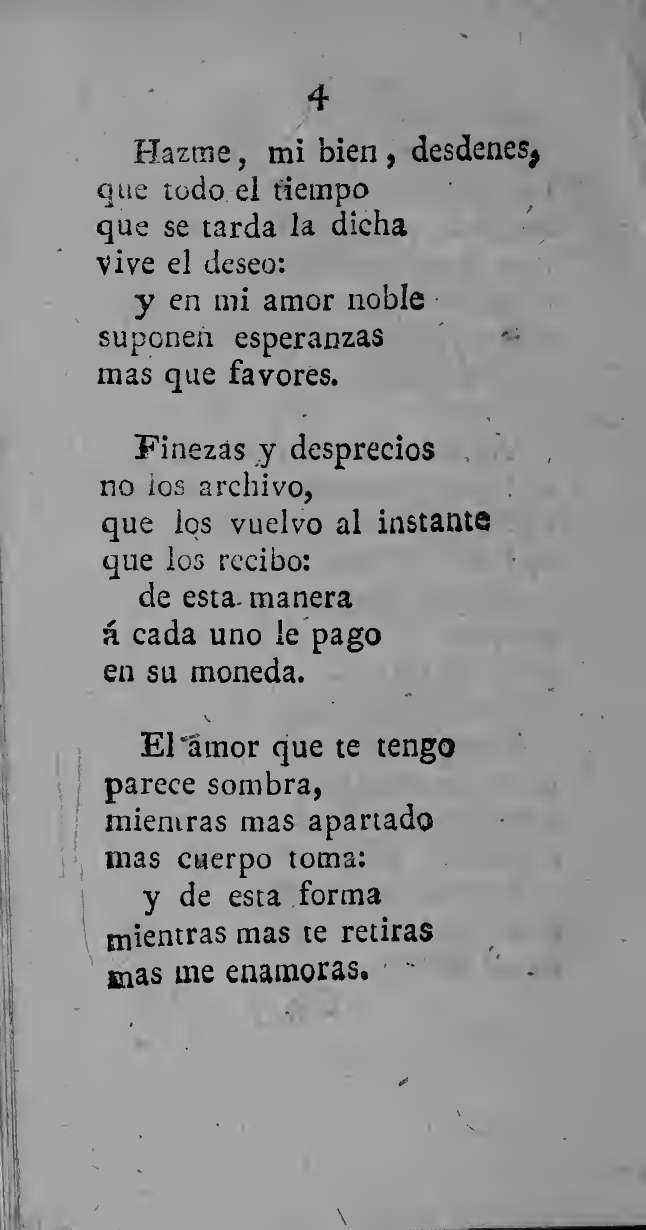 4
Hazme, mi bien, desdenes,
que todo el tiempo
que se tarda la dicha
vive el deseo:
y en mi amor noble
suponen esperanzas
mas que favores.
Finezas y desprecios
no los archivo,
que los vuelvo al instante
que los recibo:
de esta manera
á cada uno le pago
en su moneda.
El amor que te tengo
parece sombra,
mientras mas apartado
mas cuerpo toma:
y de esta forma
mientras mas te retiras
mas me enamoras.